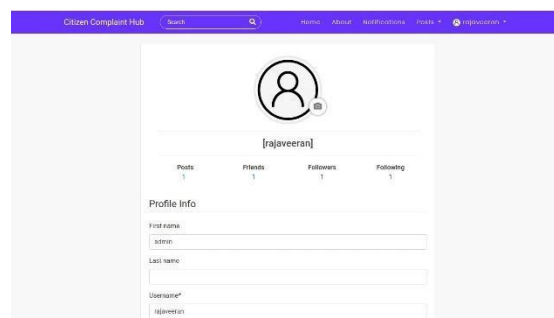 Citizen Complaint Hub Search Home About Notifications Posts rajaveeran
[rajaveeran]
Posts Friends Followers Following
1 1 1 1
Profile Info
First name
admin
Last name
Username*
rajaveeran